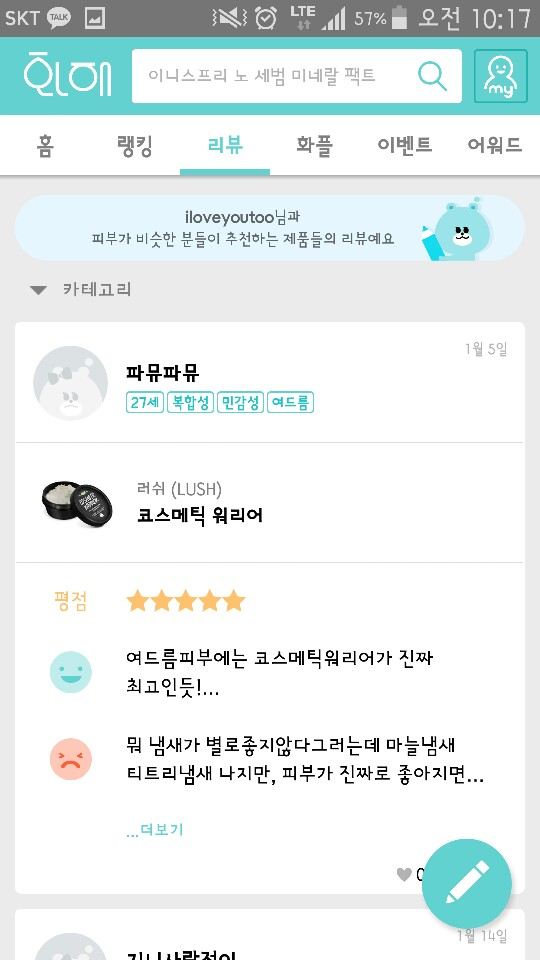 SKT TALK LTE 57% 오전 10:17
이니스프리 노 세범 미네랄 팩트
my
홈 랭킹 리뷰 화플 이벤트 어워드
iloveyoutoo님과
피부가 비슷한 분들이 추천하는 제품들의 리뷰예요
카테고리
1월 5일
파뮤파뮤
27세 복합성 민감성 여드름
러쉬 (LUSH)
코스메틱 워리어
평점
여드름피부에는 코스메틱워리어가 진짜
최고인듯!...
뭐 냄새가 별로좋지않다그러는데 마늘냄새
티트리냄새 나지만, 피부가 진짜로 좋아지면...
...더보기
0
1월 14일